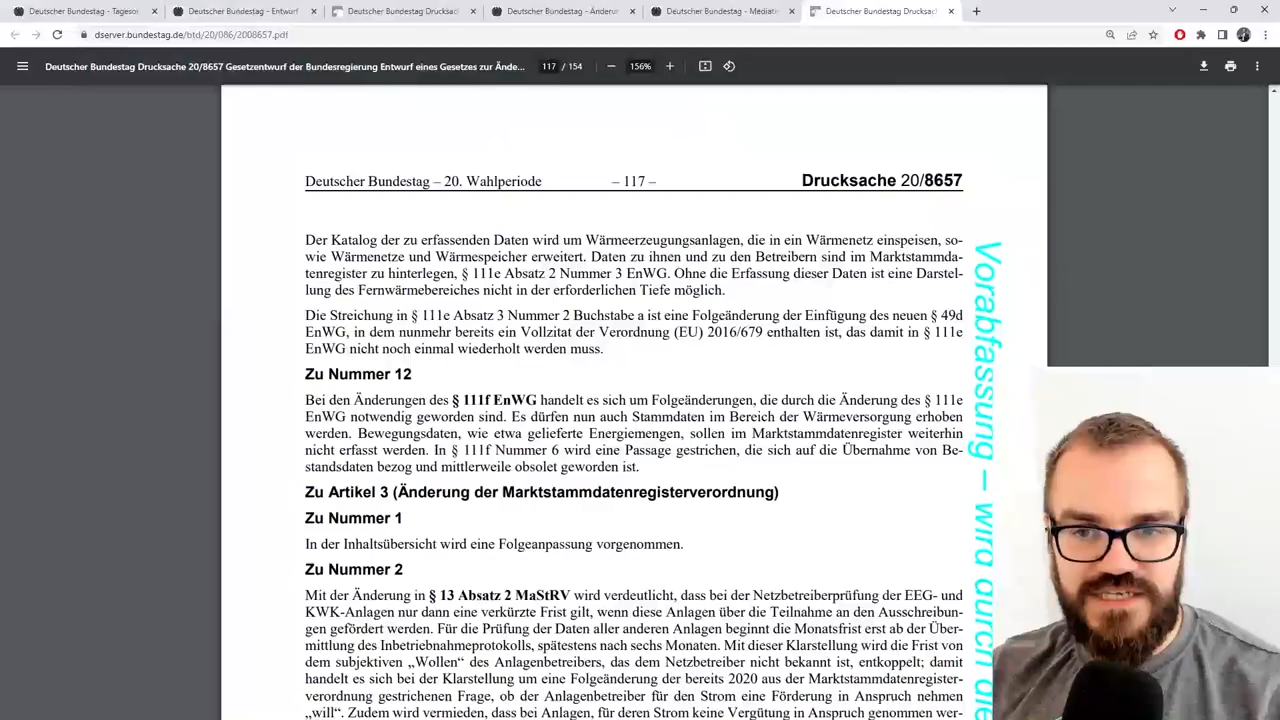 Deutscher Bundestag - Tagesor
Deutscher Bundestag - Entwurf
Deutscher Bundestag Drucksach
Deutscher Bundestag - Änderun
Deutscher Bundestag - Mediatie
Deutscher Bundestag Drucksach
dserver.bundestag.de/btd/20/086/2008657.pdf
Deutscher Bundestag Drucksache 20/8657 Gesetzentwurf der Bundesregierung Entwurf eines Gesetzes zur Ände... 117 / 154 156%
Deutscher Bundestag – 20. Wahlperiode – 117 – Drucksache 20/8657
Der Katalog der zu erfassenden Daten wird um Wärmeerzeugungsanlagen, die in ein Wärmenetz einspeisen, so-
wie Wärmenetze und Wärmespeicher erweitert. Daten zu ihnen und zu den Betreibern sind im Marktstammda-
tenregister zu hinterlegen, § 111e Absatz 2 Nummer 3 EnWG. Ohne die Erfassung dieser Daten ist eine Darstel-
lung des Fernwärmebereiches nicht in der erforderlichen Tiefe möglich.
Die Streichung in § 111e Absatz 3 Nummer 2 Buchstabe a ist eine Folgeänderung der Einfügung des neuen § 49d
EnWG, in dem nunmehr bereits ein Vollzitat der Verordnung (EU) 2016/679 enthalten ist, das damit in § 111e
EnWG nicht noch einmal wiederholt werden muss.
Zu Nummer 12
Bei den Änderungen des § 111f EnWG handelt es sich um Folgeänderungen, die durch die Änderung des § 111e
EnWG notwendig geworden sind. Es dürfen nun auch Stammdaten im Bereich der Wärmeversorgung erhoben
werden. Bewegungsdaten, wie etwa gelieferte Energiemengen, sollen im Marktstammdatenregister weiterhin
nicht erfasst werden. In § 111f Nummer 6 wird eine Passage gestrichen, die sich auf die Übernahme von Be-
standsdaten bezog und mittlerweile obsolet geworden ist.
Zu Artikel 3 (Änderung der Marktstammdatenregisterverordnung)
Zu Nummer 1
In der Inhaltsübersicht wird eine Folgeanpassung vorgenommen.
Zu Nummer 2
Mit der Änderung in § 13 Absatz 2 MaStRV wird verdeutlicht, dass bei der Netzbetreiberprüfung der EEG- und
KWK-Anlagen nur dann eine verkürzte Frist gilt, wenn diese Anlagen über die Teilnahme an den Ausschreibun-
gen gefördert werden. Für die Prüfung der Daten aller anderen Anlagen beginnt die Monatsfrist erst ab der Über-
mittlung des Inbetriebnahmeprotokolls, spätestens nach sechs Monaten. Mit dieser Klarstellung wird die Frist von
dem subjektiven „Wollen“ des Anlagenbetreibers, das dem Netzbetreiber nicht bekannt ist, entkoppelt; damit
handelt es sich bei der Klarstellung um eine Folgeänderung der bereits 2020 aus der Marktstammdatenregister-
verordnung gestrichenen Frage, ob der Anlagenbetreiber für den Strom eine Förderung in Anspruch nehmen
„will“. Zudem wird vermieden, dass bei Anlagen, für deren Strom keine Vergütung in Anspruch genommen wer-
Vorabfassung – wird durch die